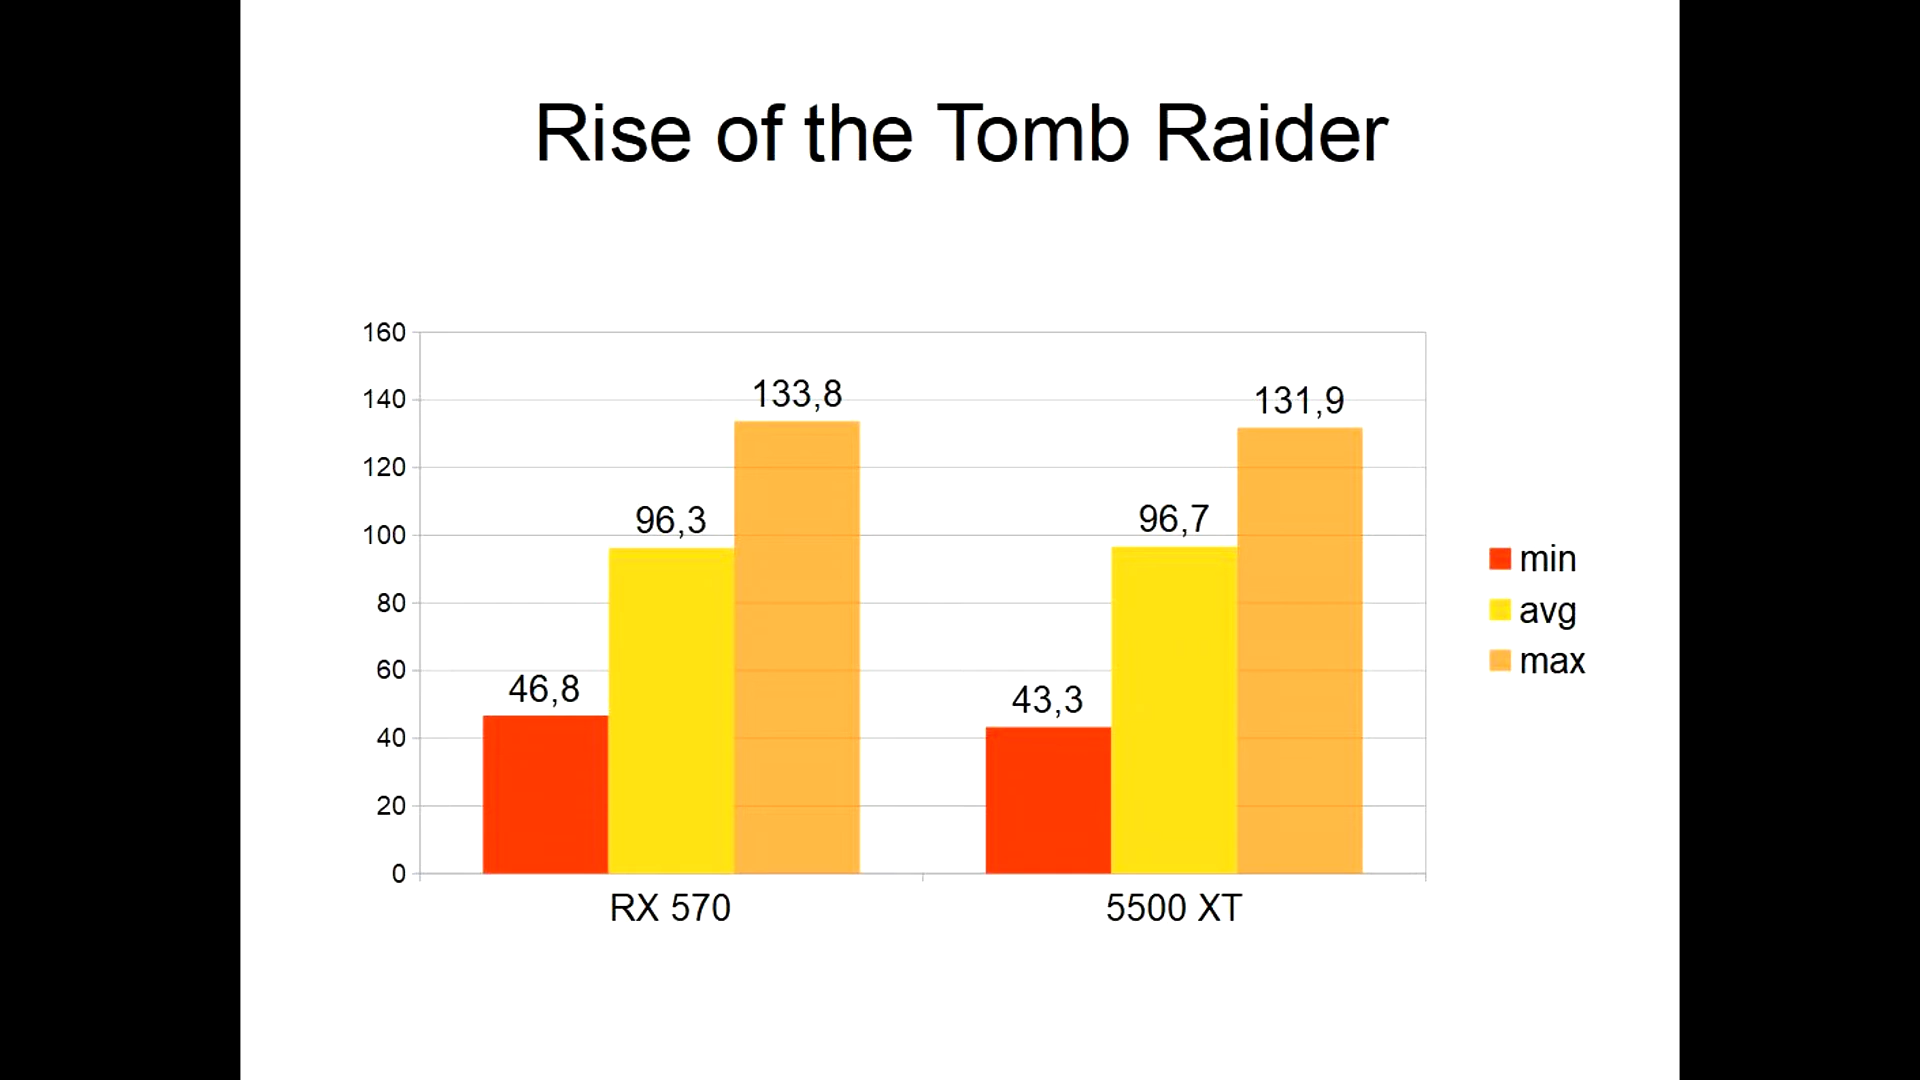 Rise of the Tomb Raider
160
140
120
100
80
60
40
20
0
46,8
96,3
133,8
43,3
96,7
131,9
RX 570
5500 XT
min
avg
max